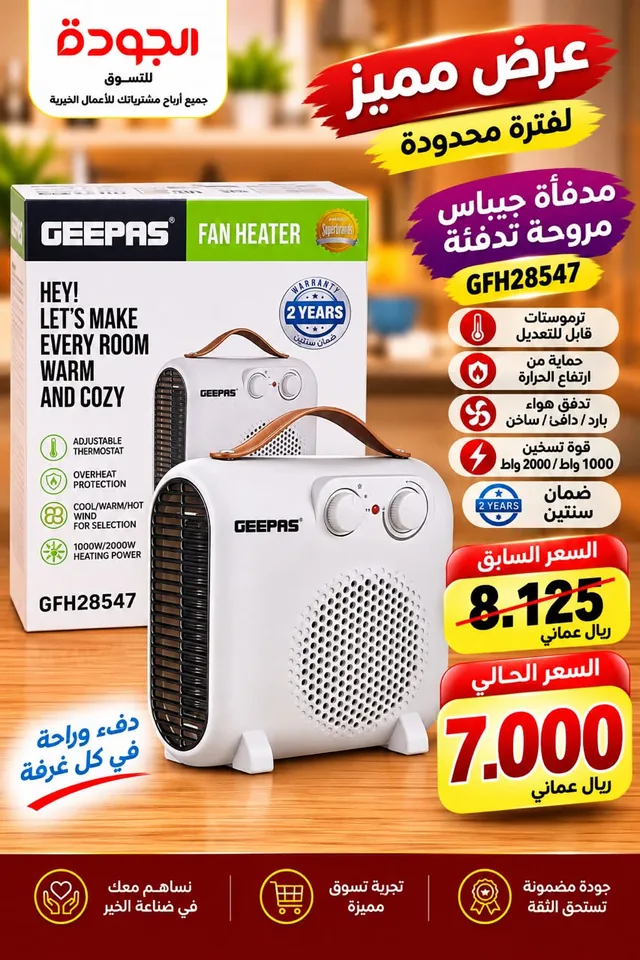 الجودة
للتسوق
جميع أرباح مشترياتك للأعمال الخيرية
عرض مميز
لفترة محدودة
مدفأة جيباس
مروحة تدفئة
GFH28547
ترموستات
قابل للتعديل
حماية من
ارتفاع الحرارة
تدفق هواء
بارد / دافئ / ساخن
قوة تسخين
1000 واط / 2000 واط
2 YEARS
ضمان
سنتين
السعر السابق
8.125
ريال عماني
السعر الحالي
7.000
ريال عماني
GEEPAS®
FAN HEATER
Superbrands
HEY!
LET'S MAKE
EVERY ROOM
WARM
AND COZY
WARRANTY
2 YEARS
ضمان سنتين
ADJUSTABLE
THERMOSTAT
OVERHEAT
PROTECTION
COOL/WARM/HOT
WIND
FOR SELECTION
1000W/2000W
HEATING POWER
GFH28547
GEEPAS
GEEPAS
دفء وراحة
في كل غرفة
جودة مضمونة
تستحق الثقة
تجربة تسوق
مميزة
نساهم معك
في صناعة الخير